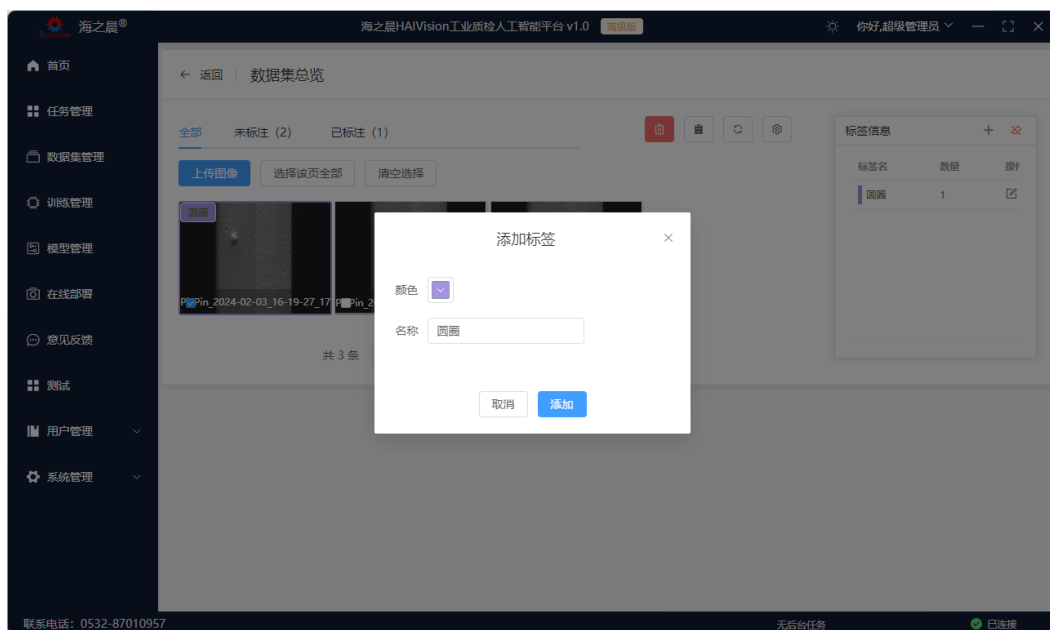 海之晨®
海之晨HAIVision工业质检人工智能平台 v1.0 高级版
你好,超级管理员
首页
任务管理
数据集管理
训练管理
模型管理
在线部署
意见反馈
测试
用户管理
系统管理
返回 数据集总览
全部 未标注 (2) 已标注 (1)
上传图像 选择该页全部 清空选择
圆圈
Pin_2024-02-03_16-19-27_17
Pin_2
共 3 条
标签信息
标签名 数量 操作
圆圈 1
添加标签
颜色
名称 圆圈
取消 添加
联系电话: 0532-87010957
无后台任务
已连接